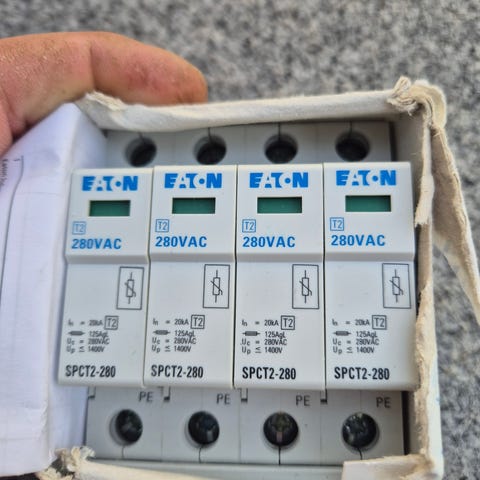 EATON EATON EATON EATON
T2 T2 T2 T2
280VAC 280VAC 280VAC 280VAC
In = 20kA T2 In = 20kA T2 In = 20kA T2 In = 20kA T2
125AgL 125AgL 125AgL 125AgL
Uc = 280VAC Uc = 280VAC Uc = 280VAC Uc = 280VAC
Up ≤ 1400V Up ≤ 1400V Up ≤ 1400V Up ≤ 1400V
SPCT2-280 SPCT2-280 SPCT2-280 SPCT2-280
PE PE PE PE